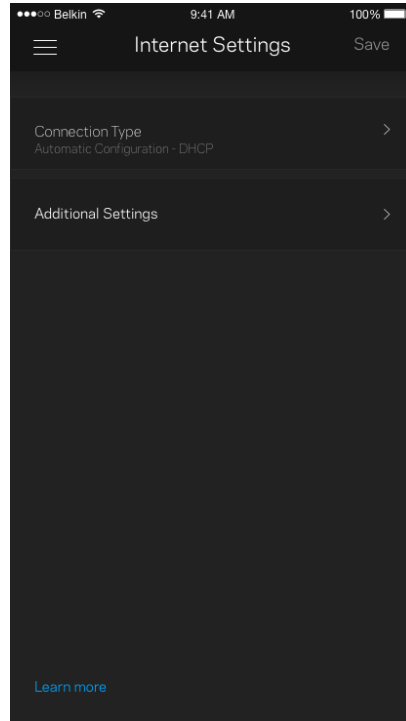 Belkin 9:41 AM 100%
Internet Settings Save
Connection Type
Automatic Configuration - DHCP
Additional Settings
Learn more